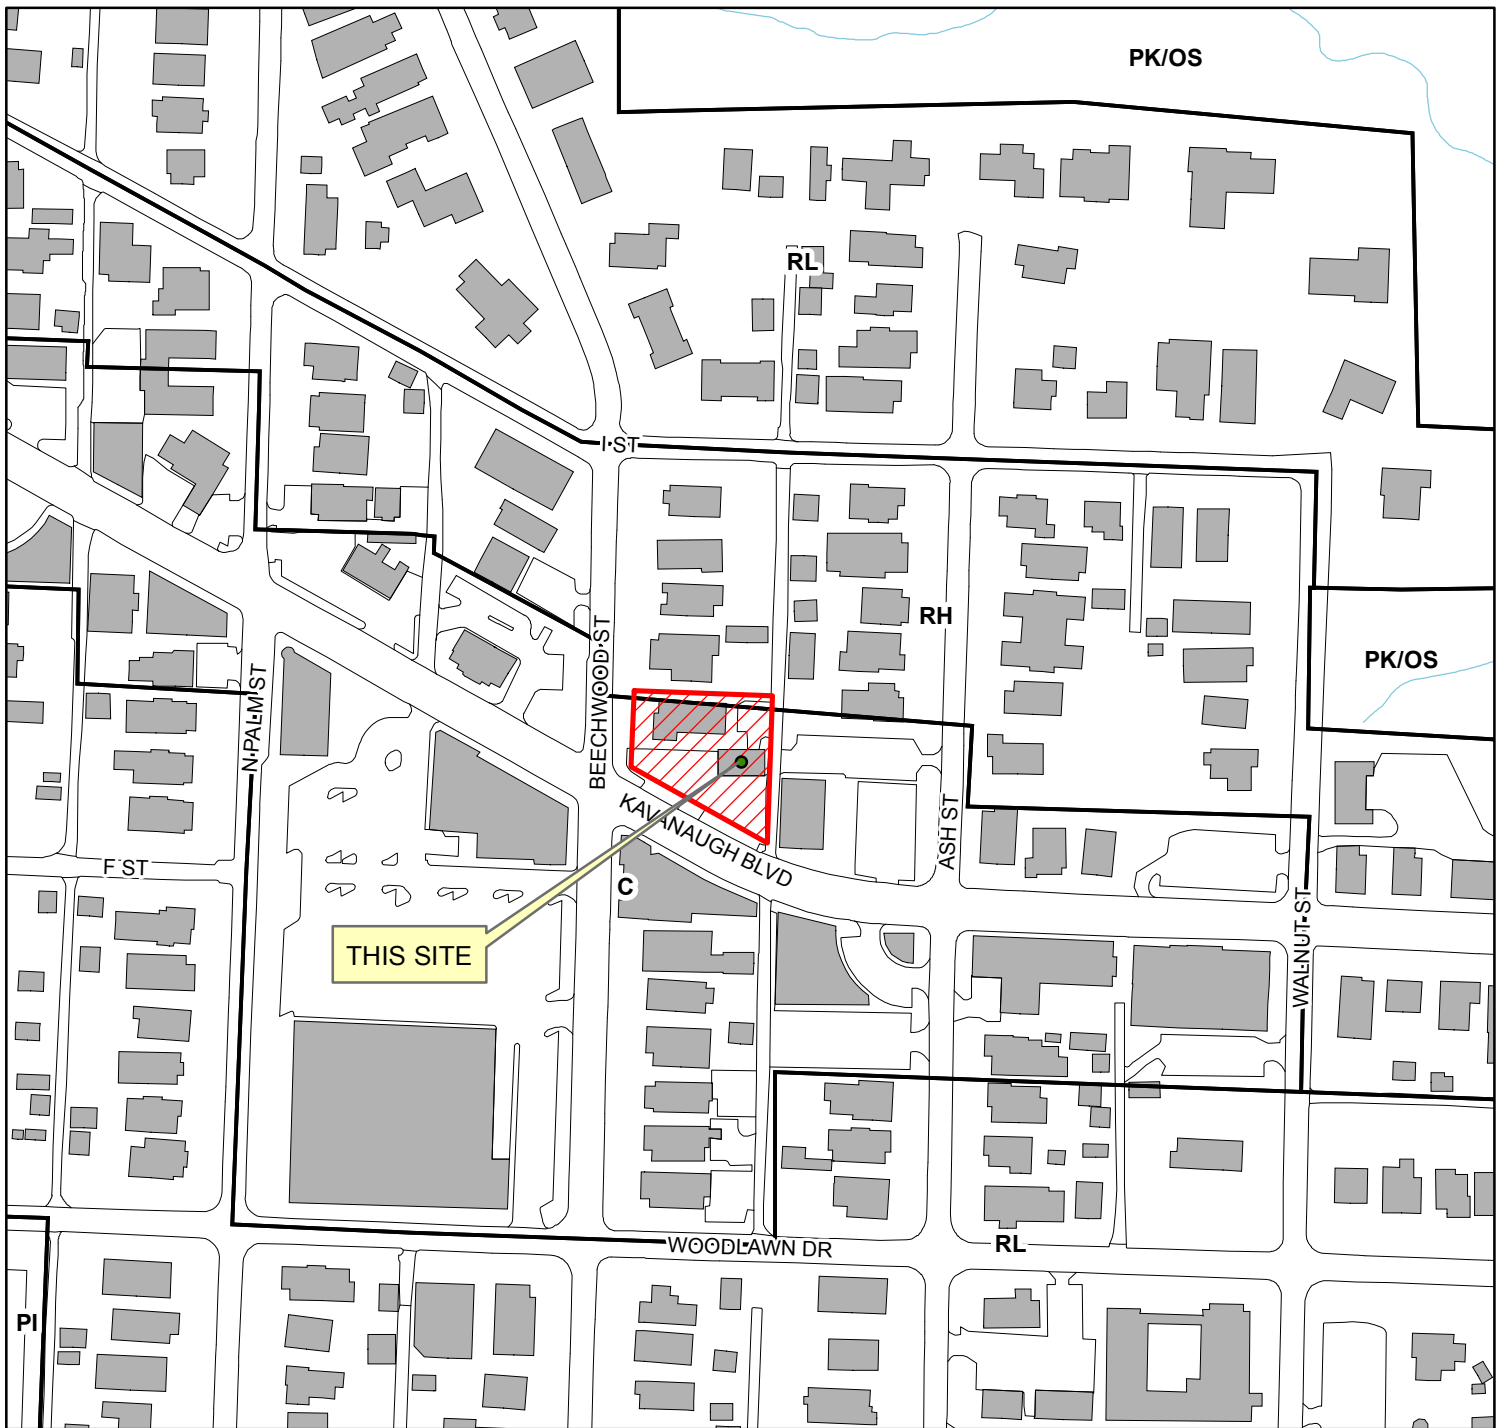 PK/OS
RL
I ST
RH
BEECHWOOD ST
PK/OS
N PALM ST
KAVANAUGH BLVD
ASH ST
F ST
C
WALNUT ST
THIS SITE
WOODLAWN DR
RL
PI